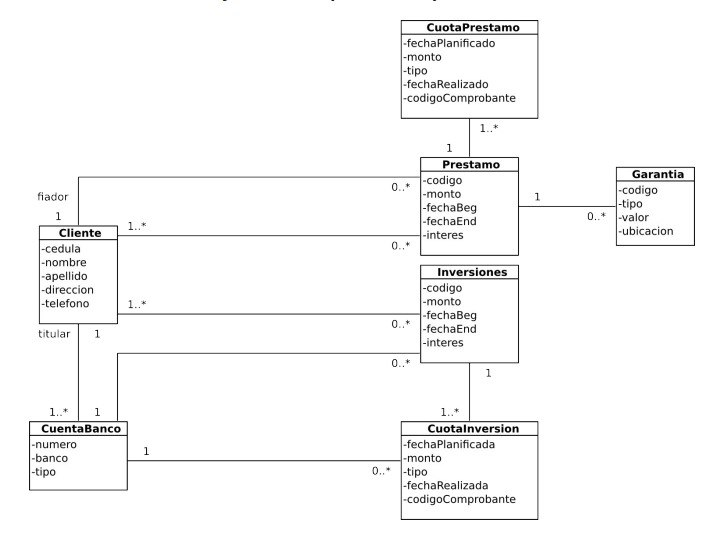 CuotaPrestamo
-fechaPlanificado
-monto
-tipo
-fechaRealizado
-codigoComprobante
1..*
1
Prestamo
-codigo
-monto
-fechaBeg
-fechaEnd
-interes
0..*
fiador
1
1..*
0..*
1
0..*
Garantia
-codigo
-tipo
-valor
-ubicacion
Cliente
-cedula
-nombre
-apellido
-direccion
-telefono
1..*
0..*
Inversiones
-codigo
-monto
-fechaBeg
-fechaEnd
-interes
titular
1
0..*
1
1..*
1
1..*
CuentaBanco
-numero
-banco
-tipo
1
0..*
CuotaInversion
-fechaPlanificada
-monto
-tipo
-fechaRealizada
-codigoComprobante